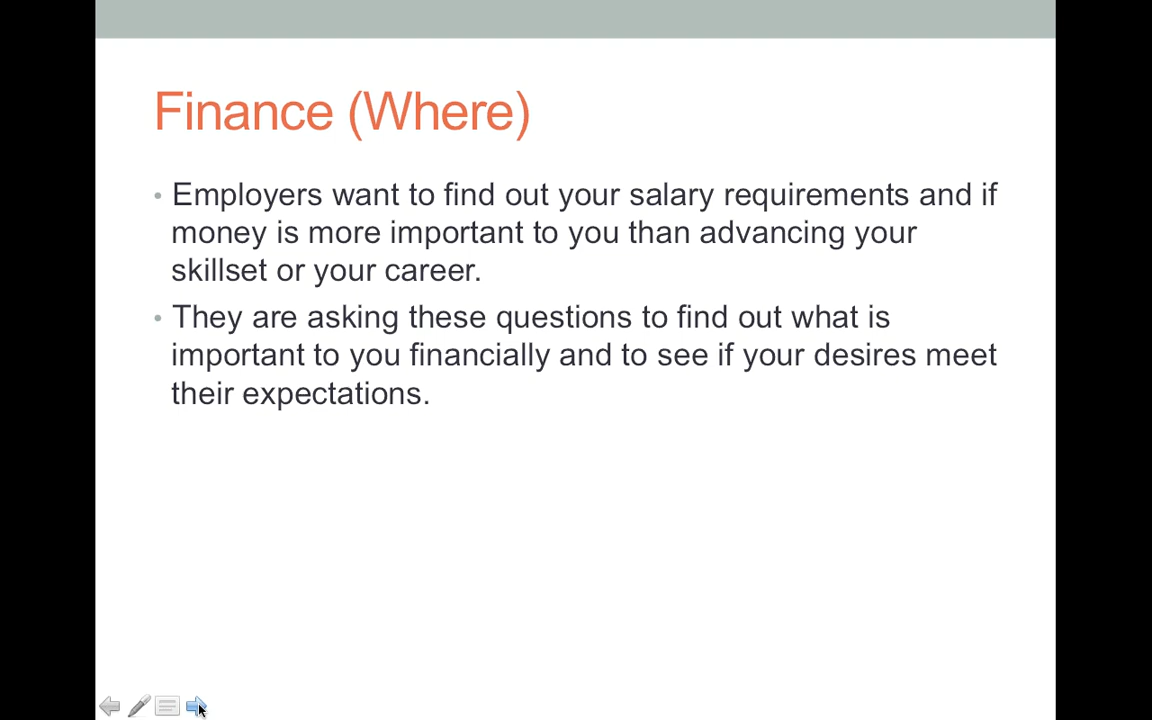 Finance (Where)
• Employers want to find out your salary requirements and if
money is more important to you than advancing your
skillset or your career.
• They are asking these questions to find out what is
important to you financially and to see if your desires meet
their expectations.